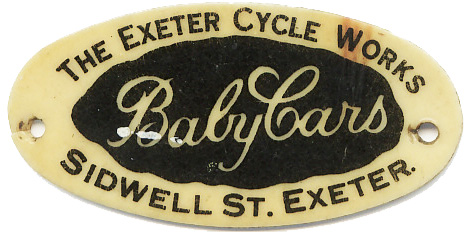 THE EXETER CYCLE WORKS
Baby Cars
SIDWELL ST. EXETER.